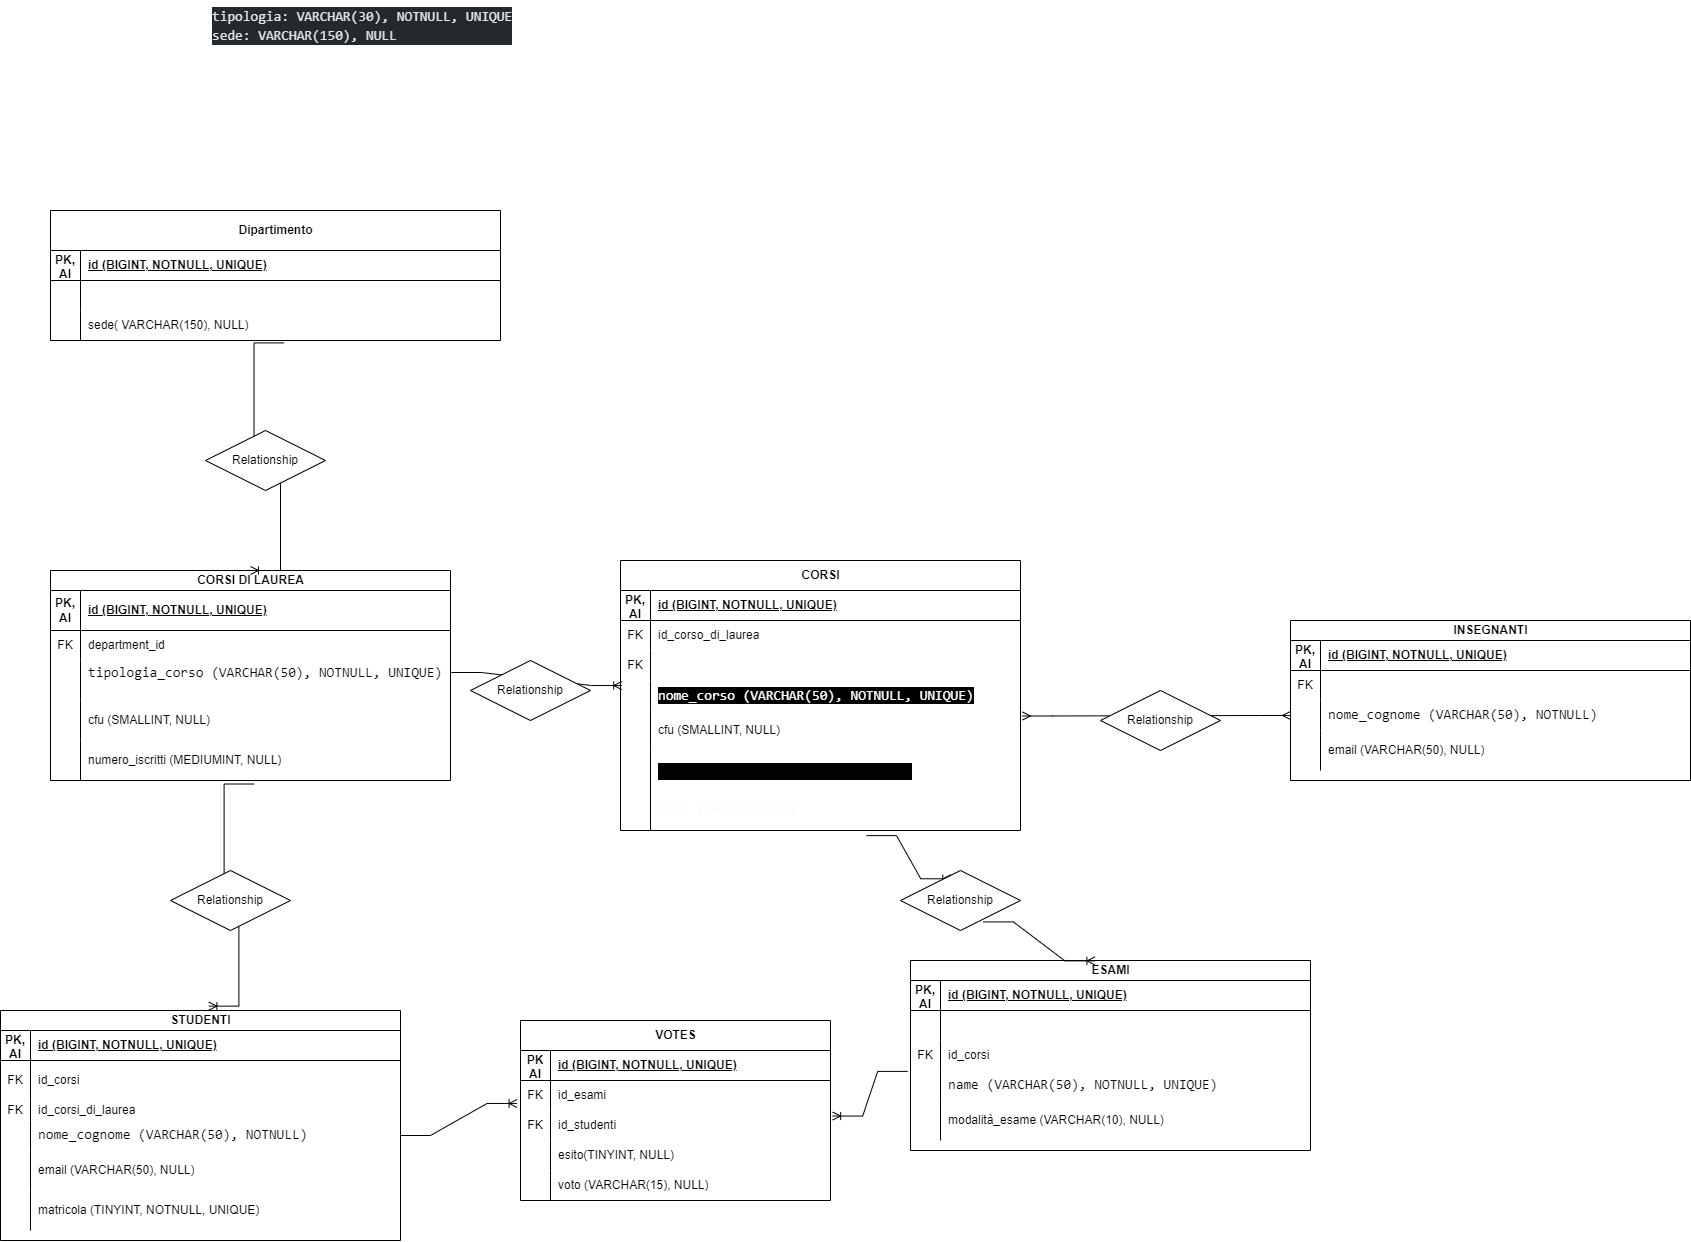 tipologia: VARCHAR(30), NOTNULL, UNIQUE
sede: VARCHAR(150), NULL
Dipartimento
PK, AI
id (BIGINT, NOTNULL, UNIQUE)
sede( VARCHAR(150), NULL)
Relationship
CORSI DI LAUREA
PK, AI
id (BIGINT, NOTNULL, UNIQUE)
FK
department_id
tipologia_corso (VARCHAR(50), NOTNULL, UNIQUE)
cfu (SMALLINT, NULL)
numero_iscritti (MEDIUMINT, NULL)
Relationship
CORSI
PK, AI
id (BIGINT, NOTNULL, UNIQUE)
FK
id_corso_di_laurea
FK
nome_corso (VARCHAR(50), NOTNULL, UNIQUE)
cfu (SMALLINT, NULL)
Relationship
INSEGNANTI
PK, AI
id (BIGINT, NOTNULL, UNIQUE)
FK
nome_cognome (VARCHAR(50), NOTNULL)
email (VARCHAR(50), NULL)
Relationship
Relationship
STUDENTI
PK, AI
id (BIGINT, NOTNULL, UNIQUE)
FK
id_corsi
FK
id_corsi_di_laurea
nome_cognome (VARCHAR(50), NOTNULL)
email (VARCHAR(50), NULL)
matricola (TINYINT, NOTNULL, UNIQUE)
VOTES
PK AI
id (BIGINT, NOTNULL, UNIQUE)
FK
id_esami
FK
id_studenti
esito(TINYINT, NULL)
voto (VARCHAR(15), NULL)
ESAMI
PK, AI
id (BIGINT, NOTNULL, UNIQUE)
FK
id_corsi
name (VARCHAR(50), NOTNULL, UNIQUE)
modalità_esame (VARCHAR(10), NULL)